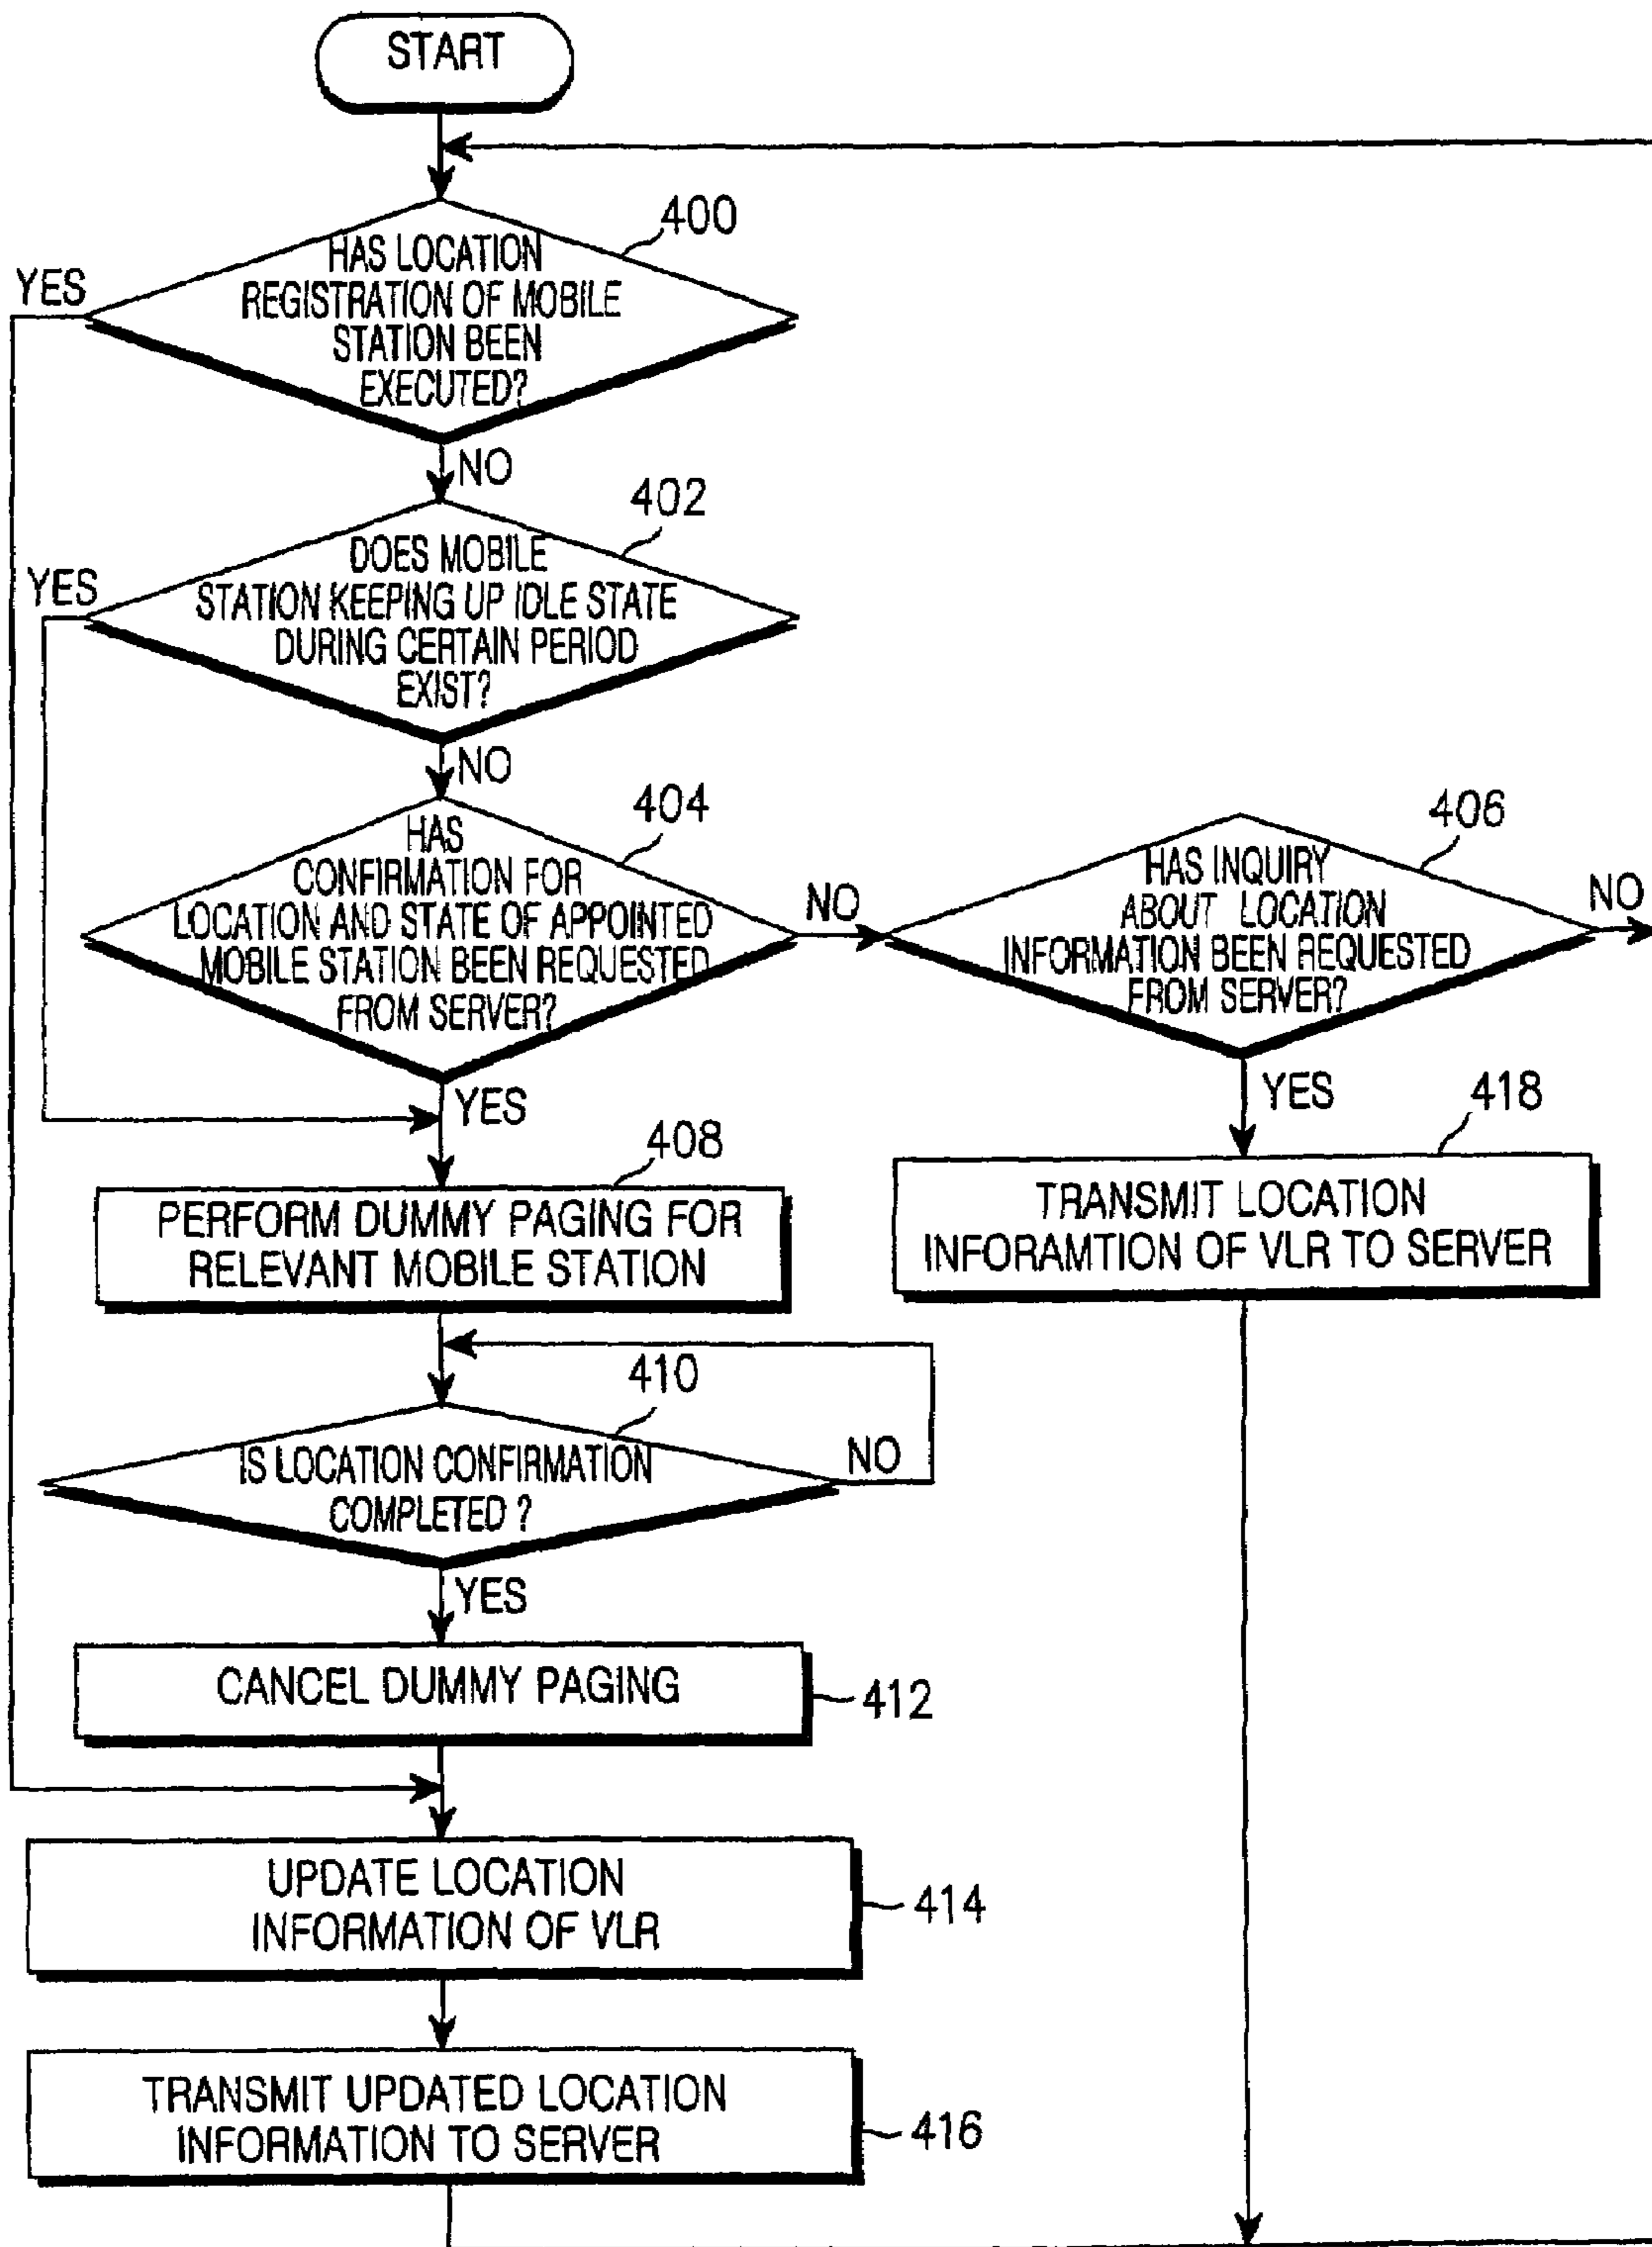 START
400
HAS LOCATION
REGISTRATION OF MOBILE
STATION BEEN
EXECUTED?
YES
NO
402
DOES MOBILE
STATION KEEPING UP IDLE STATE
DURING CERTAIN PERIOD
EXIST?
YES
NO
404
HAS
CONFIRMATION FOR
LOCATION AND STATE OF APPOINTED
MOBILE STATION BEEN REQUESTED
FROM SERVER?
NO
YES
406
HAS INQUIRY
ABOUT LOCATION
INFORMATION BEEN REQUESTED
FROM SERVER?
NO
YES
408
PERFORM DUMMY PAGING FOR
RELEVANT MOBILE STATION
418
TRANSMIT LOCATION
INFORAMTION OF VLR TO SERVER
410
IS LOCATION CONFIRMATION
COMPLETED ?
NO
YES
CANCEL DUMMY PAGING
412
UPDATE LOCATION
INFORMATION OF VLR
414
TRANSMIT UPDATED LOCATION
INFORMATION TO SERVER
416